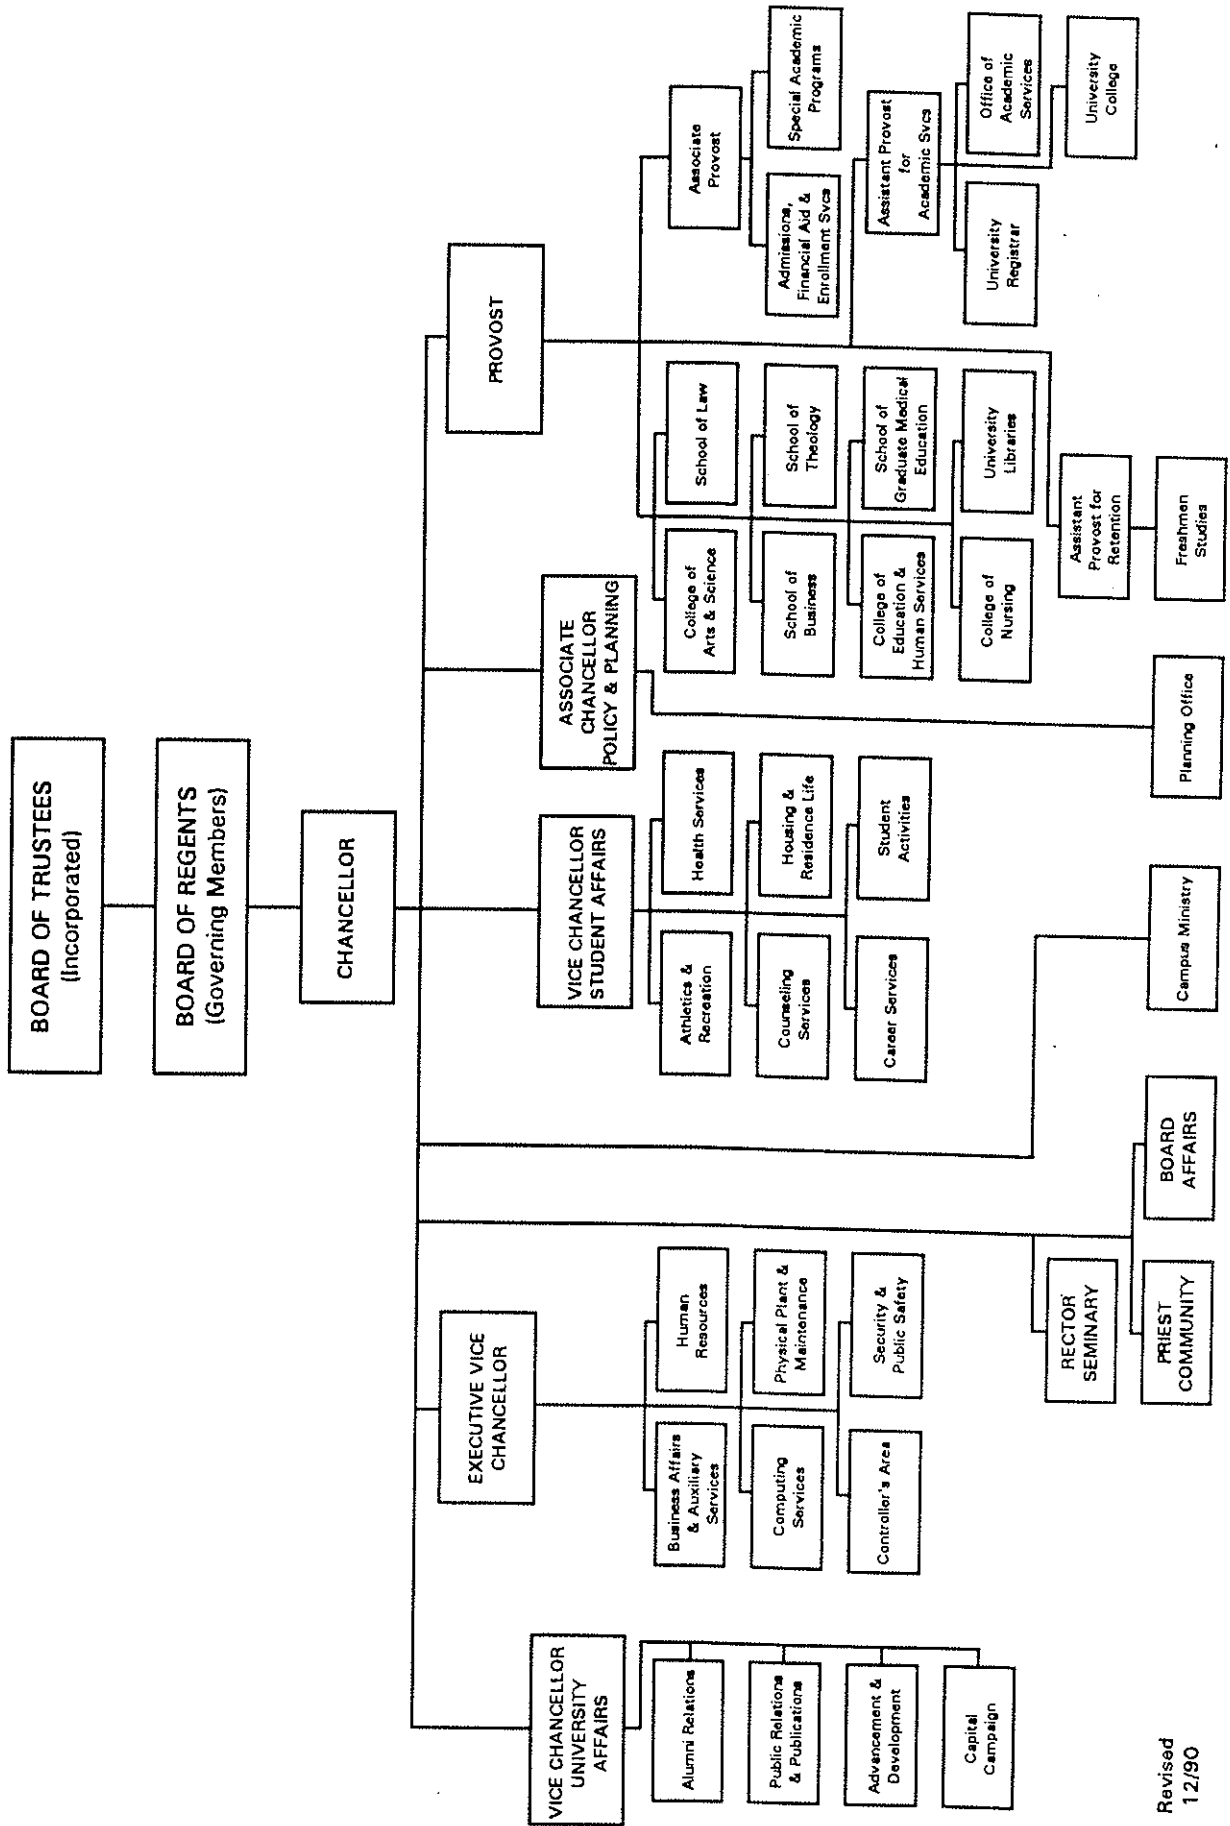 BOARD OF TRUSTEES
(Incorporated)
BOARD OF REGENTS
(Governing Members)
CHANCELLOR
VICE CHANCELLOR
UNIVERSITY
AFFAIRS
Alumni Relations
Public Relations
& Publications
Advancement &
Development
Capital
Campaign
EXECUTIVE VICE
CHANCELLOR
Business Affairs
& Auxiliary
Services
Human
Resources
Computing
Services
Physical Plant &
Maintenance
Controller's Area
Security &
Public Safety
RECTOR
SEMINARY
PRIEST
COMMUNITY
BOARD
AFFAIRS
Campus Ministry
VICE CHANCELLOR
STUDENT AFFAIRS
Athletics &
Recreation
Health Services
Counseling
Services
Housing &
Residence Life
Career Services
Student
Activities
ASSOCIATE
CHANCELLOR
POLICY & PLANNING
Planning Office
PROVOST
College of
Arts & Science
School of Law
School of
Business
School of
Theology
College of
Education &
Human Services
School of
Graduate Medical
Education
College of
Nursing
University
Libraries
Assistant
Provost for
Retention
Freshmen
Studies
Associate
Provost
Admissions,
Financial Aid &
Enrollment Svcs
Special Academic
Programs
Assistant Provost
for
Academic Svcs
University
Registrar
Office of
Academic
Services
University
College
Revised
12/90